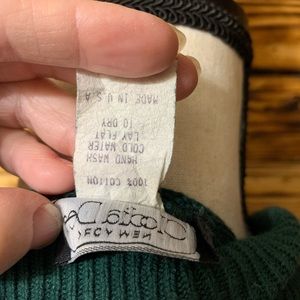 100% COTTON
HAND WASH
COLD WATER
LAY FLAT
TO DRY
MADE IN U.S.A